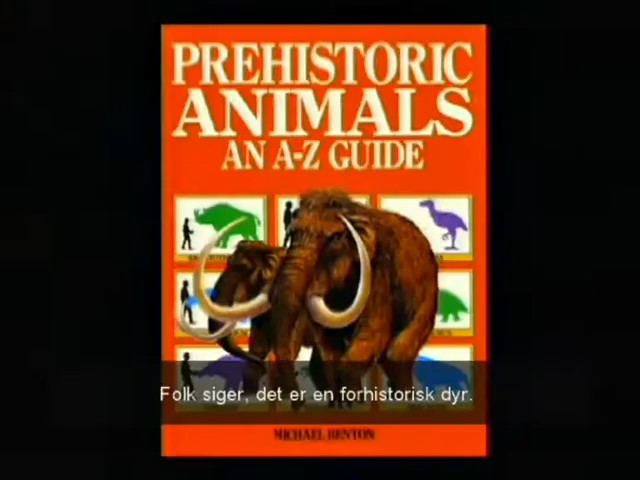 PREHISTORIC
ANIMALS
AN A-Z GUIDE
Folk siger, det er en forhistorisk dyr.
MICHAEL BENTON